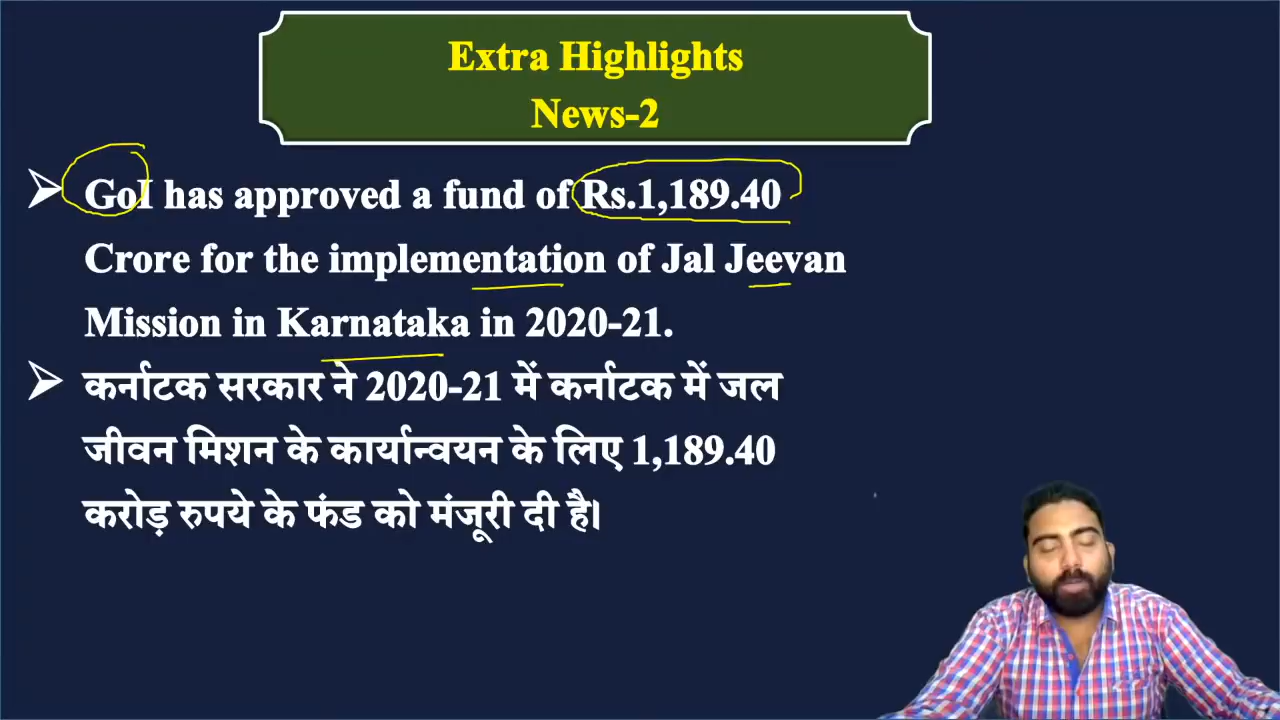 Extra Highlights
News-2
GoI has approved a fund of Rs.1,189.40
Crore for the implementation of Jal Jeevan
Mission in Karnataka in 2020-21.
कर्नाटक सरकार ने 2020-21 में कर्नाटक में जल
जीवन मिशन के कार्यान्वयन के लिए 1,189.40
करोड़ रुपये के फंड को मंजूरी दी है।